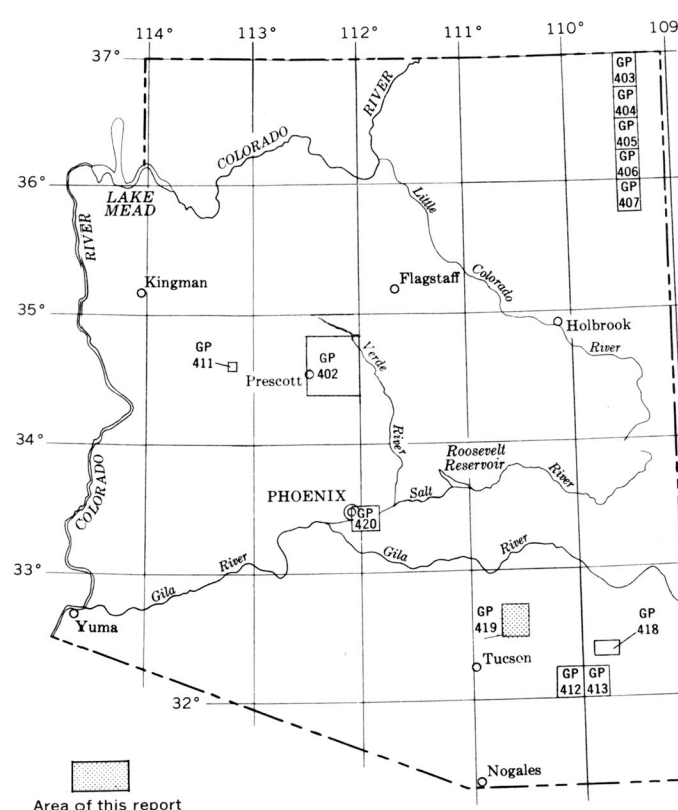 114° 113° 112° 111° 110° 109
37°
GP
403
GP
404
GP
405
GP
406
GP
407
RIVER
COLORADO
36°
LAKE
MEAD
Little
Colorado
RIVER
Kingman
Flagstaff
35°
Holbrook
River
GP
411
GP
402
Prescott
Verde
River
34°
COLORADO
Roosevelt
Reservoir
PHOENIX
Salt
River
GP
420
33°
Gila
River
Gila
River
Yuma
GP
419
GP
418
Tucson
GP
412
GP
413
32°
Nogales
Area of this report